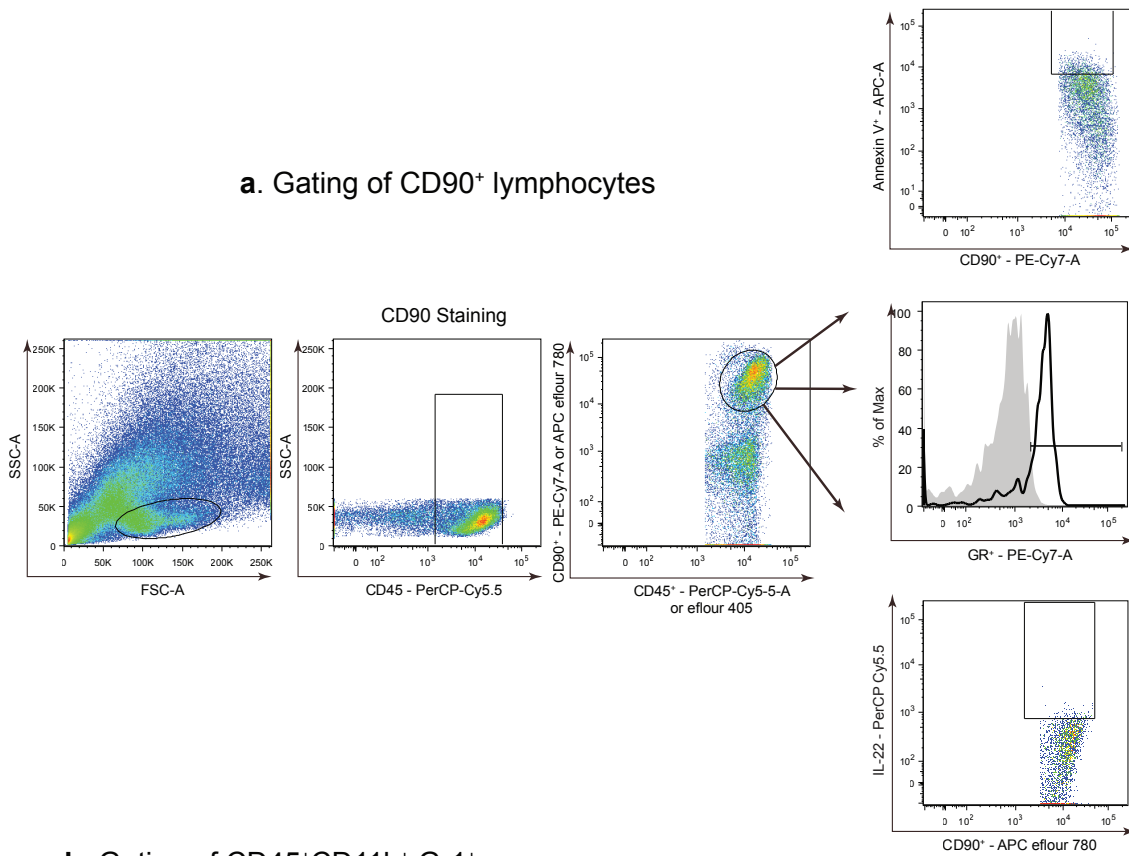 a. Gating of CD90⁺ lymphocytes
10⁵
10⁴
10³
10²
10¹
0
Annexin V⁺ - APC-A
0 10² 10³ 10⁴ 10⁵
CD90⁺ - PE-Cy7-A
CD90 Staining
250K
200K
150K
100K
50K
0
SSC-A
0 50K 100K 150K 200K 250K
FSC-A
250K
200K
150K
100K
50K
0
SSC-A
0 10² 10³ 10⁴ 10⁵
CD45 - PerCP-Cy5.5
10⁵
10⁴
10³
10²
0
CD90⁺ - PE-Cy7-A or APC eflour 780
0 10² 10³ 10⁴ 10⁵
CD45⁺ - PerCP-Cy5-5-A
or eflour 405
100
80
60
40
20
0
% of Max
0 10² 10³ 10⁴ 10⁵
GR⁺ - PE-Cy7-A
10⁵
10⁴
10³
10²
0
IL-22 - PerCP Cy5.5
0 10² 10³ 10⁴ 10⁵
CD90⁺ - APC eflour 780